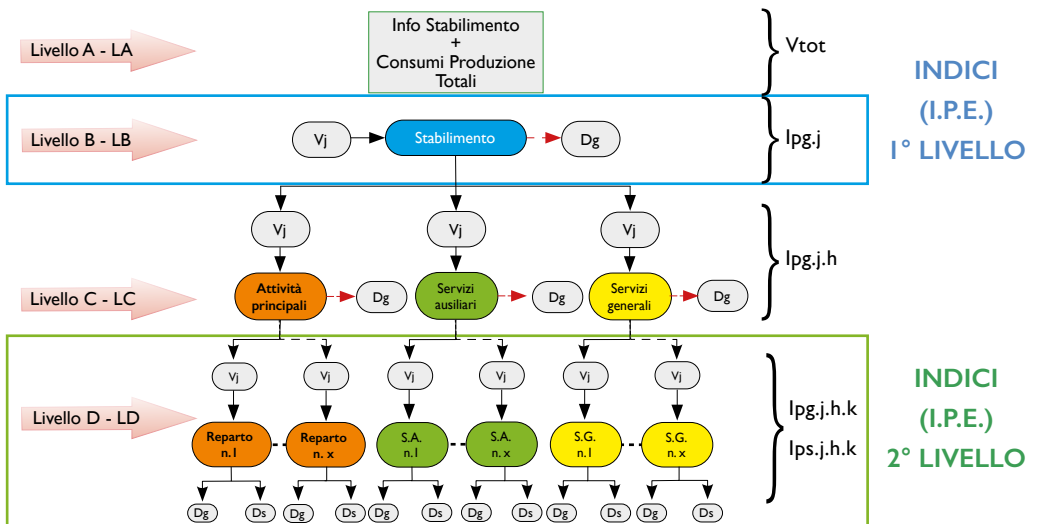 Livello A - LA
Info Stabilimento
+
Consumi Produzione
Totali
Vtot
INDICI
(I.P.E.)
1° LIVELLO
Livello B - LB
Vj
Stabilimento
Dg
Ipg.j
Vj
Vj
Vj
Ipg.j.h
Livello C - LC
Attività
principali
Dg
Servizi
ausiliari
Dg
Servizi
generali
Dg
Vj
Vj
Vj
Vj
Vj
Vj
Livello D - LD
Reparto
n.1
Reparto
n. x
S.A.
n.1
S.A.
n. x
S.G.
n.1
S.G.
n. x
Ipg.j.h.k
Ips.j.h.k
INDICI
(I.P.E.)
2° LIVELLO
Dg
Ds
Dg
Ds
Dg
Ds
Dg
Ds
Dg
Ds
Dg
Ds